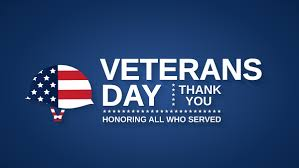 VETERANS
DAY THANK
YOU
HONORING ALL WHO SERVED